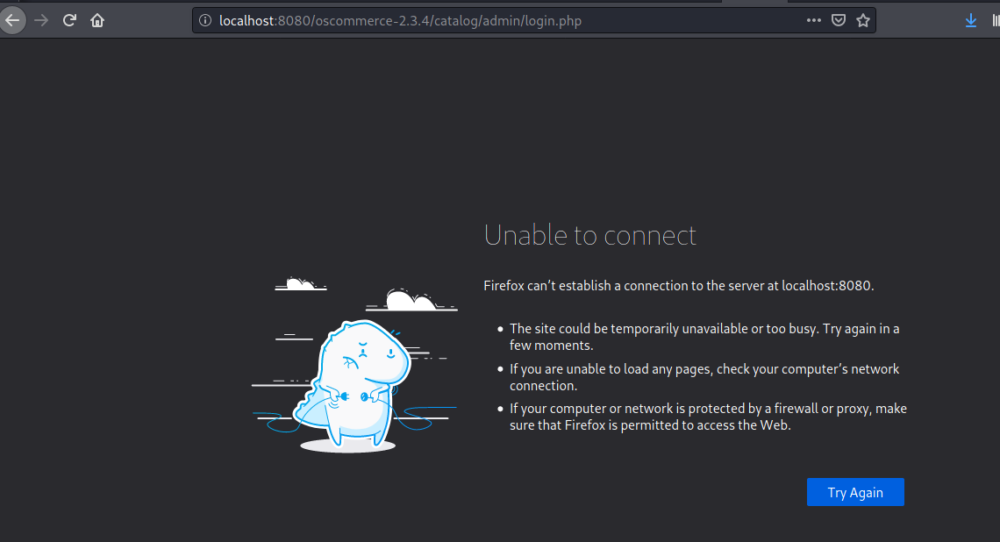 localhost:8080/oscommerce-2.3.4/catalog/admin/login.php
Unable to connect
Firefox can’t establish a connection to the server at localhost:8080.
The site could be temporarily unavailable or too busy. Try again in a
few moments.
If you are unable to load any pages, check your computer’s network
connection.
If your computer or network is protected by a firewall or proxy, make
sure that Firefox is permitted to access the Web.
Try Again